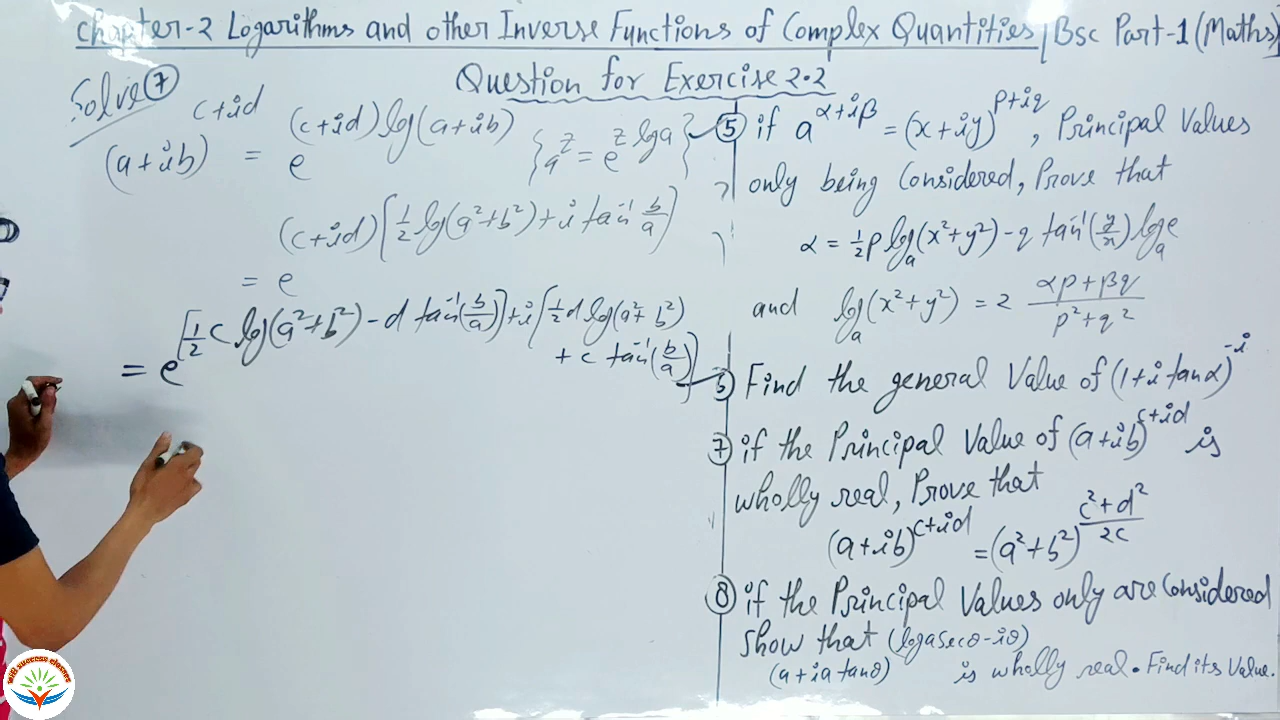 Chapter-2 Logarithms and other Inverse Functions of Complex Quantities / Bsc Part-1 (Maths)
Question for Exercise 2.2
Solve ⑦
(a+ib)^{c+id} = e^{(c+id) log(a+ib)} {a^z = e^{z log a}}
= e^{(c+id)[½ log(a²+b²) + i tan⁻¹ b/a]}
= e^{[½ c log(a²+b²) - d tan⁻¹(b/a)] + i[½ d log(a²+b²) + c tan⁻¹(b/a)]}
⑤ if a^{α+iβ} = (x+iy)^{p+iq}, Principal Values
only being Considered, Prove that
α = ½ p log_a(x²+y²) - q tan⁻¹(y/x) log_a e
and log_a(x²+y²) = 2 (αp+βq)/(p²+q²)
⑥ Find the general Value of (1+i tanα)^{-i}
⑦ if the Principal Value of (a+ib)^{c+id} is
wholly real, Prove that
(a+ib)^{c+id} = (a²+b²)^{(c²+d²)/2c}
⑧ if the Principal Values only are Considered
Show that (a+ia tanθ)^{(log a secθ - iθ)} is wholly real. Find its Value.